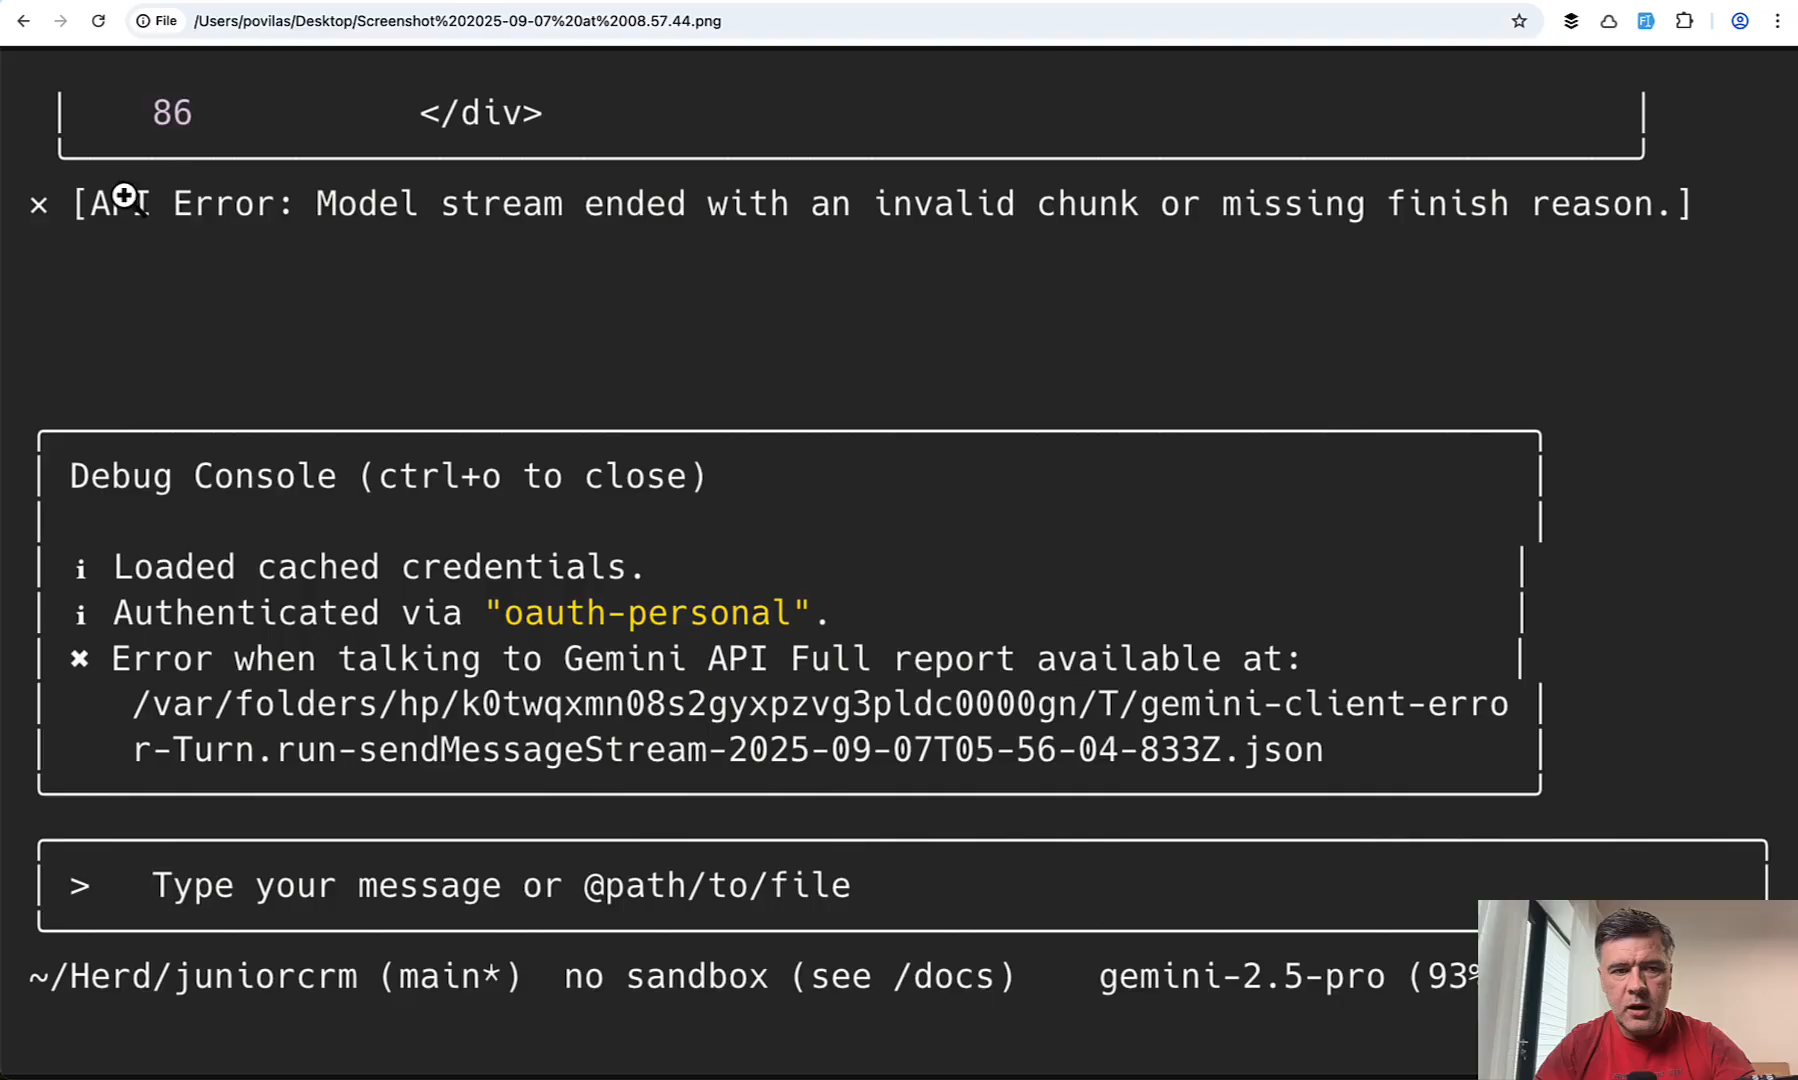 File /Users/povilas/Desktop/Screenshot%202025-09-07%20at%2008.57.44.png
86 </div>
× [API Error: Model stream ended with an invalid chunk or missing finish reason.]
Debug Console (ctrl+o to close)
ℹ Loaded cached credentials.
ℹ Authenticated via "oauth-personal".
✖ Error when talking to Gemini API Full report available at:
/var/folders/hp/k0twqxmn08s2gyxpzvg3pldc0000gn/T/gemini-client-erro
r-Turn.run-sendMessageStream-2025-09-07T05-56-04-833Z.json
> Type your message or @path/to/file
~/Herd/juniorcrm (main*) no sandbox (see /docs) gemini-2.5-pro (93%